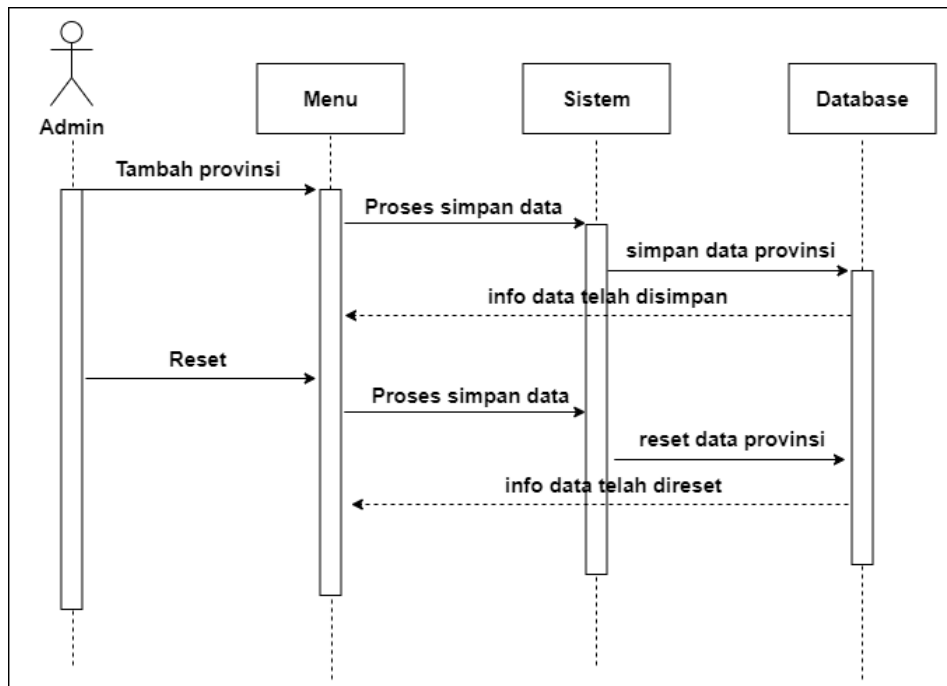 Admin
Menu
Sistem
Database
Tambah provinsi
Proses simpan data
simpan data provinsi
info data telah disimpan
Reset
Proses simpan data
reset data provinsi
info data telah direset